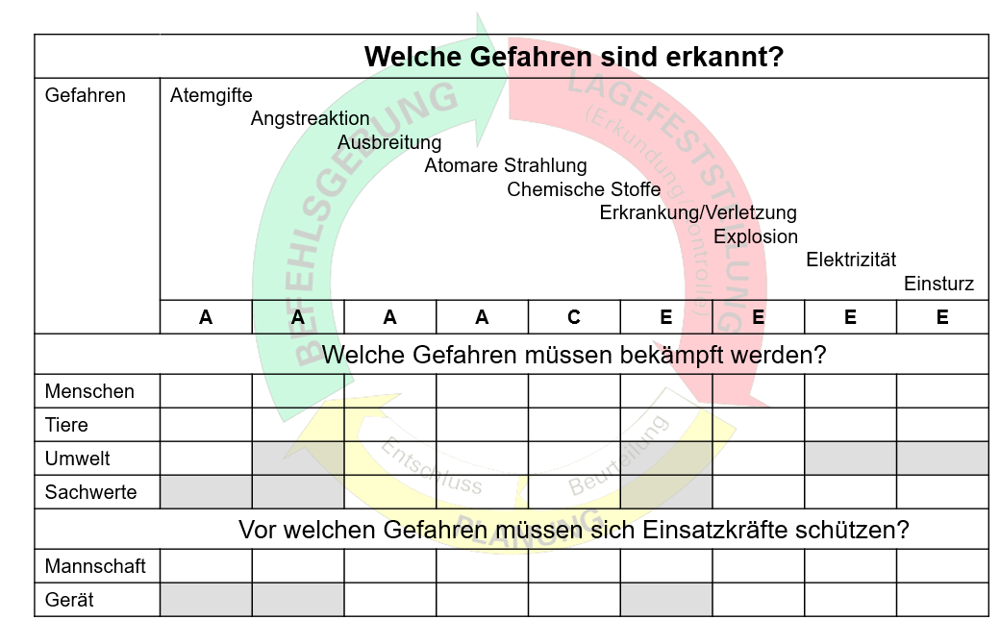 Welche Gefahren sind erkannt?
Gefahren
Atemgifte
Angstreaktion
Ausbreitung
Atomare Strahlung
Chemische Stoffe
Erkrankung/Verletzung
Explosion
Elektrizität
Einsturz
A A A A C E E E E
Welche Gefahren müssen bekämpft werden?
Menschen
Tiere
Umwelt
Sachwerte
Vor welchen Gefahren müssen sich Einsatzkräfte schützen?
Mannschaft
Gerät
BEFEHLSGEBUNG
LAGEFESTSTELLUNG
(Erkundung/Kontrolle)
Entschluss
Beurteilung
PLANUNG